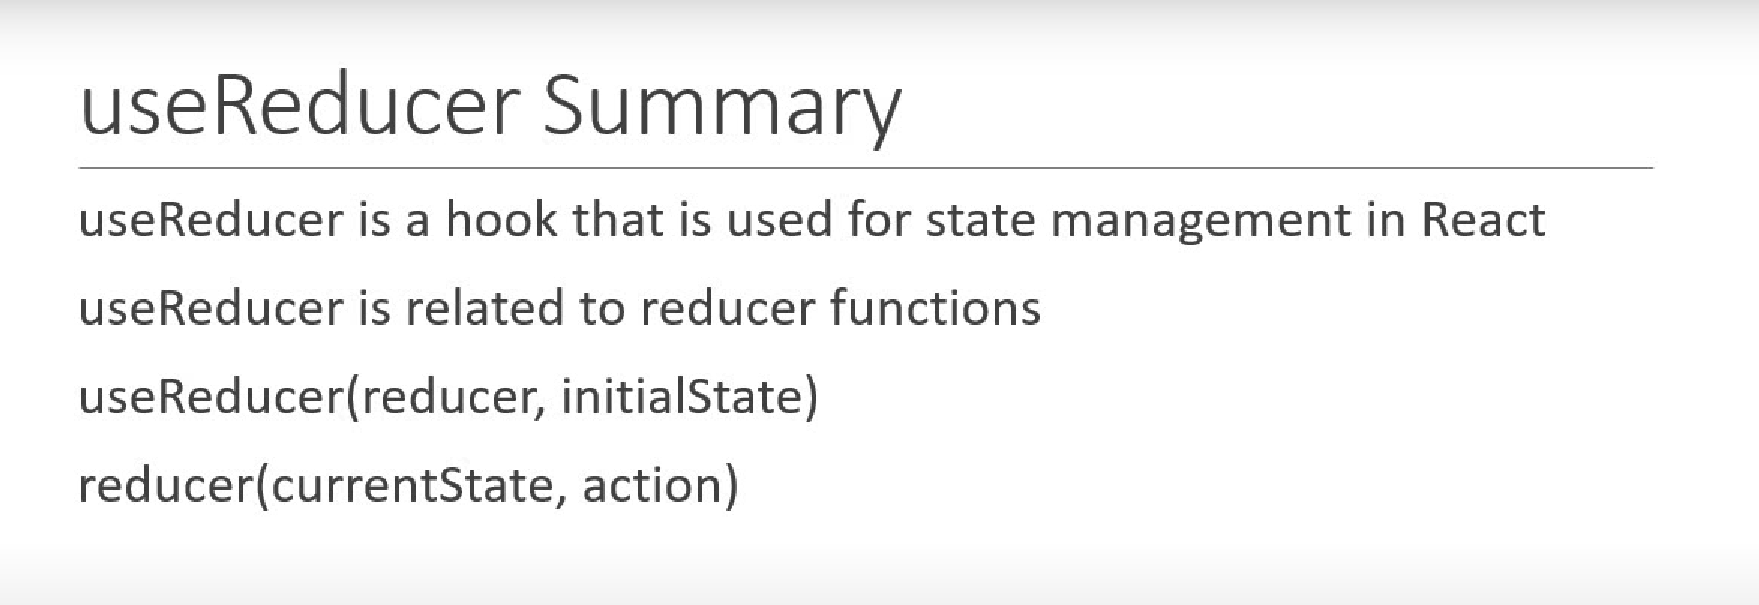 useReducer Summary
useReducer is a hook that is used for state management in React
useReducer is related to reducer functions
useReducer(reducer, initialState)
reducer(currentState, action)